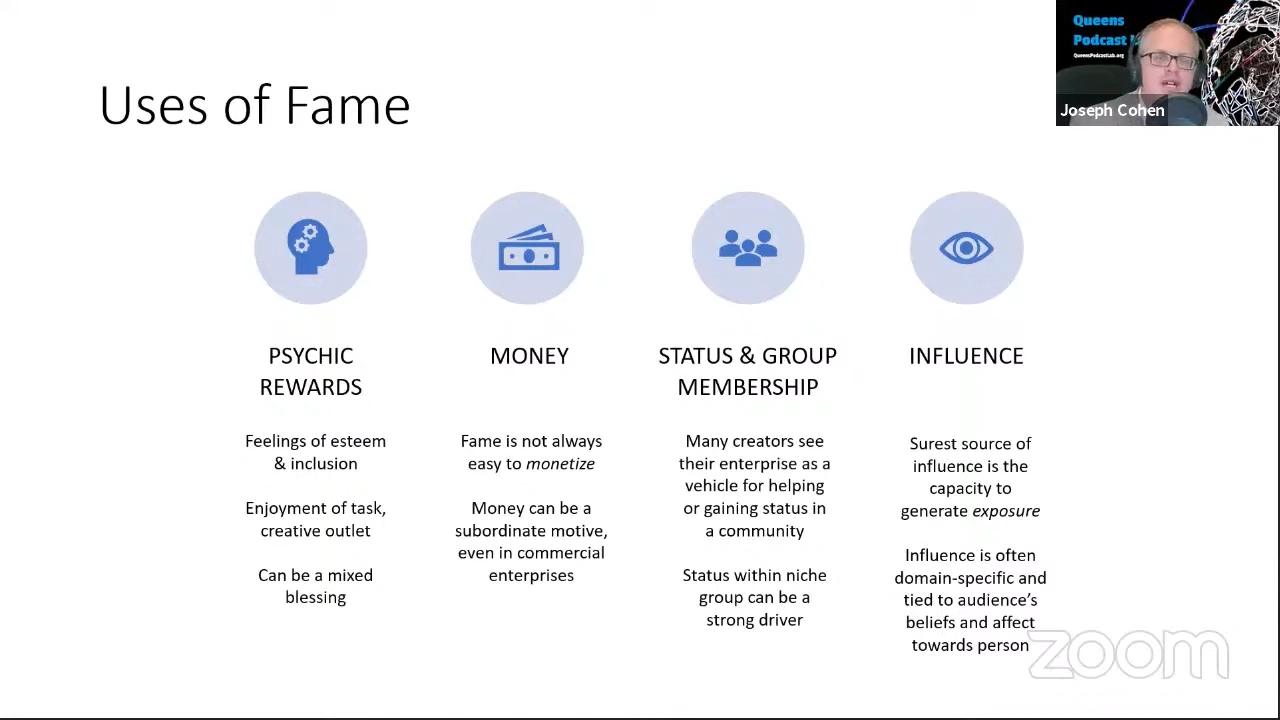 Uses of Fame
Queens
Podcast
QueensPodcastLab.org
Joseph Cohen
PSYCHIC
REWARDS
Feelings of esteem
& inclusion
Enjoyment of task,
creative outlet
Can be a mixed
blessing
MONEY
Fame is not always
easy to monetize
Money can be a
subordinate motive,
even in commercial
enterprises
STATUS & GROUP
MEMBERSHIP
Many creators see
their enterprise as a
vehicle for helping
or gaining status in
a community
Status within niche
group can be a
strong driver
INFLUENCE
Surest source of
influence is the
capacity to
generate exposure
Influence is often
domain-specific and
tied to audience’s
beliefs and affect
towards person
zoom